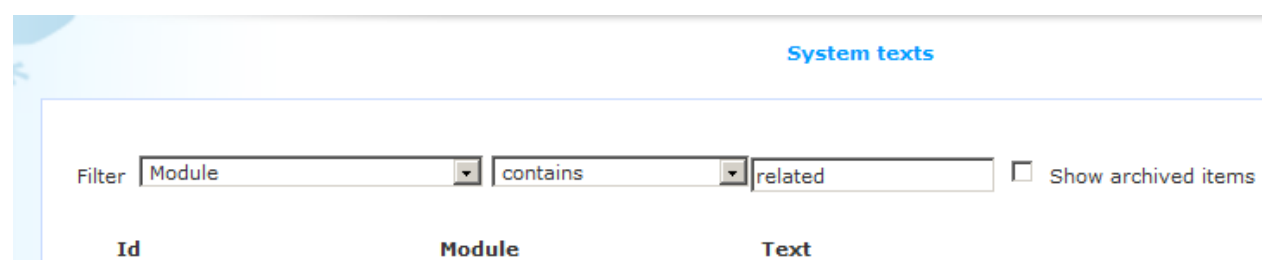 System texts
Filter Module contains related Show archived items
Id Module Text